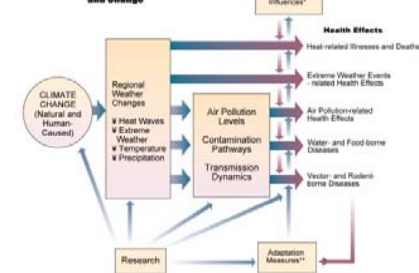 and Change
Influences*
Health Effects
Heat-related Illnesses and Deaths
Extreme Weather Events
- related Health Effects
Air Pollution-related
Health Effects
Water- and Food-borne
Diseases
Vector- and Rodent-
borne Diseases
CLIMATE
CHANGE
(Natural and
Human-
Caused)
Regional
Weather
Changes
¥ Heat Waves
¥ Extreme
Weather
¥ Temperature
¥ Precipitation
Air Pollution
Levels
Contamination
Pathways
Transmission
Dynamics
Research
Adaptation
Measures**